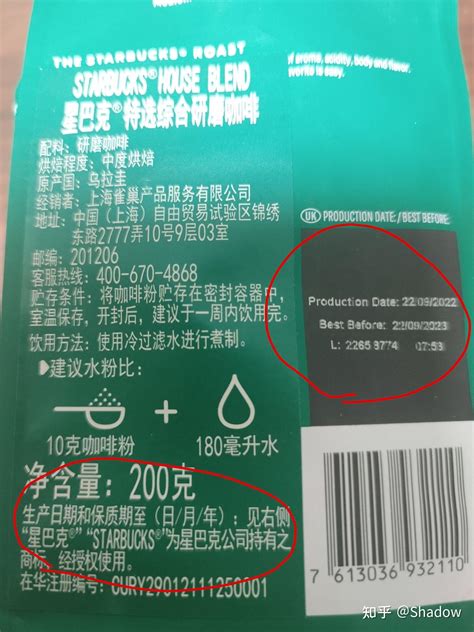 THE STARBUCKS® ROAST
STARBUCKS® HOUSE BLEND
星巴克®特选综合研磨咖啡
配料：研磨咖啡
烘焙程度：中度烘焙
原产国：乌拉圭
经销者：上海雀巢产品服务有限公司
地址：中国（上海）自由贸易试验区锦绣
东路2777弄10号9层03室
邮编：201206
客服热线：400-670-4868
贮存条件：将咖啡粉贮存在密封容器中，
室温保存，开封后，建议于一周内饮用完。
饮用方法：使用冷过滤水进行煮制。
建议水粉比：
+
10克咖啡粉
180毫升水
净含量：200克
生产日期和保质期至（日/月/年）：见右侧
“星巴克®”“STARBUCKS®”为星巴克公司持有之
商标，经授权使用。
在华注册编号：CURY29012111250001
of aroma, acidity, body and flavor.
is easy.
UK PRODUCTION DATE: / BEST BEFORE:
Production Date: 22/09/2022
Best Before: 22/09/2023
L: 2265 9774 07:53
7 613036 932110
知乎 @Shadow